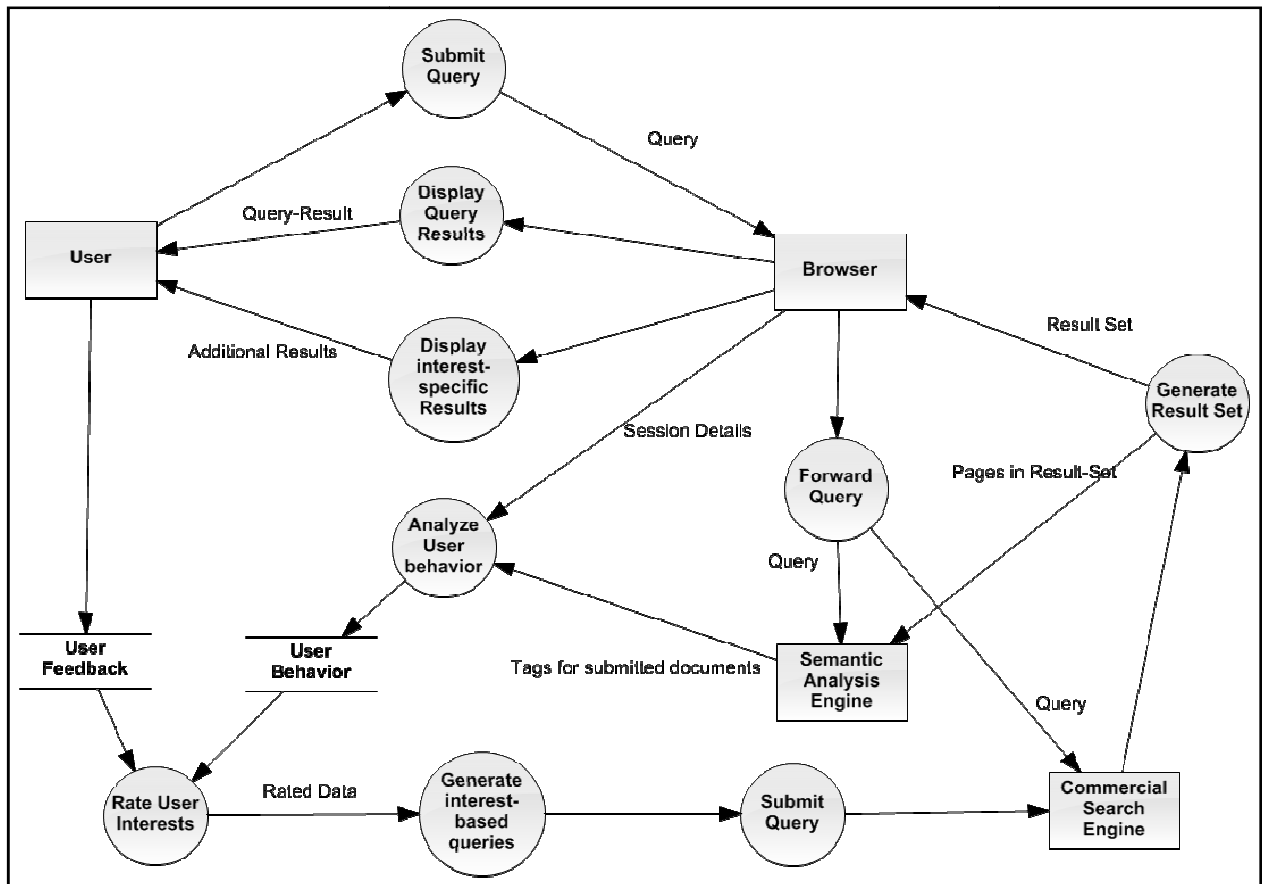 Submit
Query
Query
Display
Query
Results
Query-Result
User
Browser
Result Set
Additional Results
Display
interest-
specific
Results
Generate
Result Set
Session Details
Pages in Result-Set
Forward
Query
Analyze
User
behavior
Query
User
Feedback
User
Behavior
Tags for submitted documents
Semantic
Analysis
Engine
Query
Rate User
Interests
Rated Data
Generate
interest-
based
queries
Submit
Query
Commercial
Search
Engine